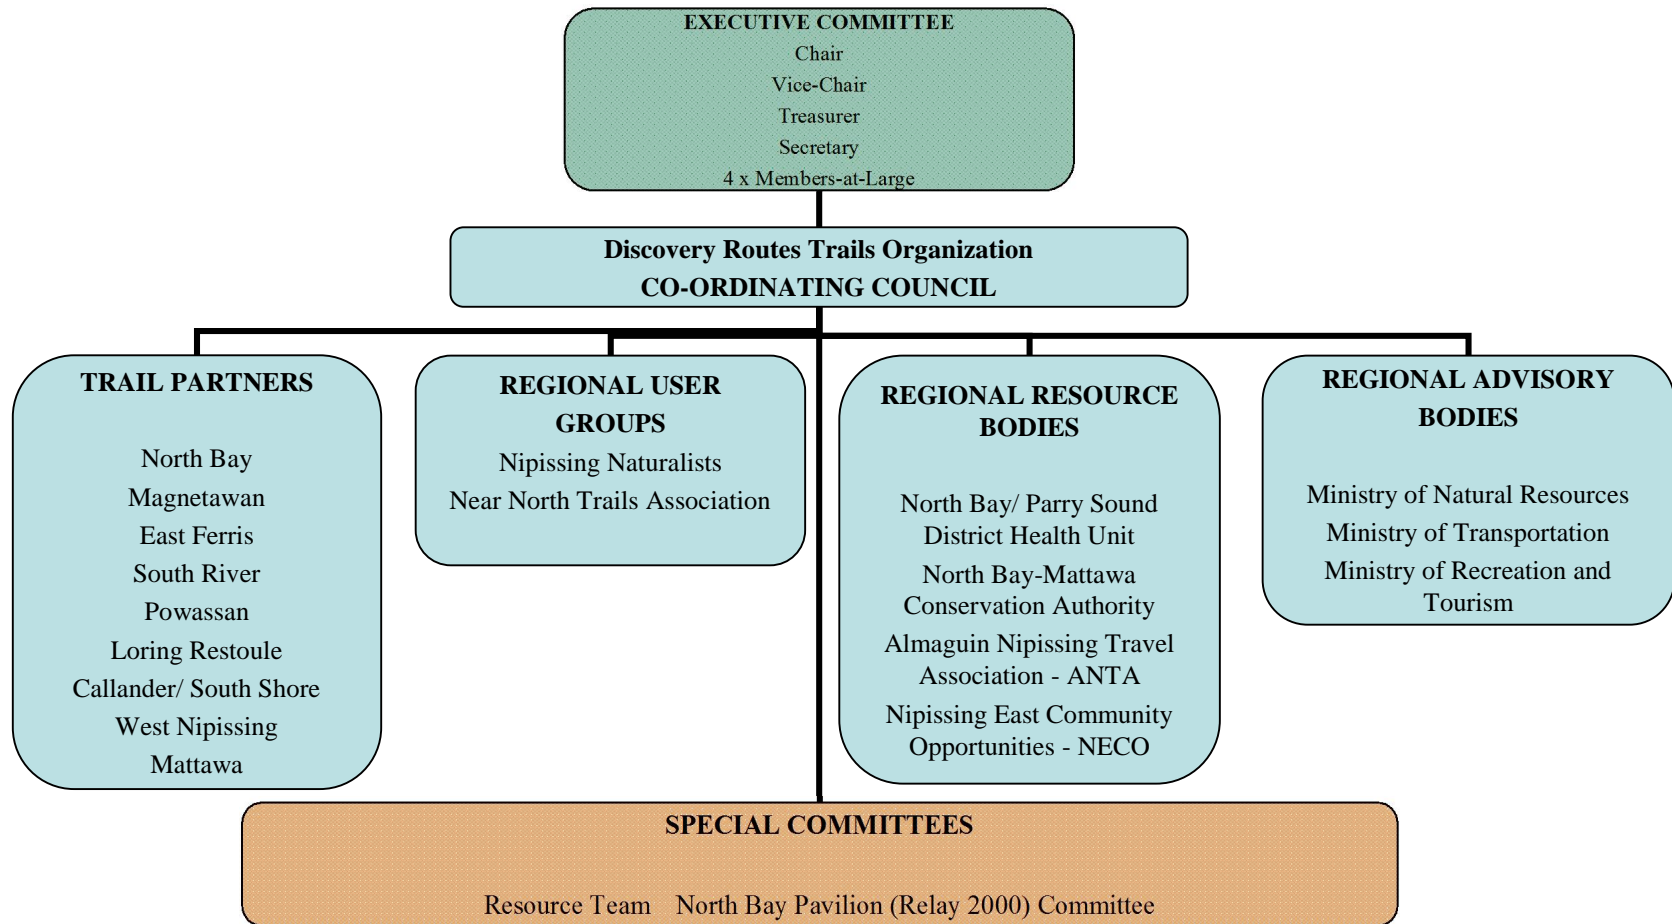 EXECUTIVE COMMITTEE
Chair
Vice-Chair
Treasurer
Secretary
4 x Members-at-Large
Discovery Routes Trails Organization
CO-ORDINATING COUNCIL
TRAIL PARTNERS
North Bay
Magnetawan
East Ferris
South River
Powassan
Loring Restoule
Callander/ South Shore
West Nipissing
Mattawa
REGIONAL USER
GROUPS
Nipissing Naturalists
Near North Trails Association
REGIONAL RESOURCE
BODIES
North Bay/ Parry Sound
District Health Unit
North Bay-Mattawa
Conservation Authority
Almaguin Nipissing Travel
Association - ANTA
Nipissing East Community
Opportunities - NECO
REGIONAL ADVISORY
BODIES
Ministry of Natural Resources
Ministry of Transportation
Ministry of Recreation and
Tourism
SPECIAL COMMITTEES
Resource Team North Bay Pavilion (Relay 2000) Committee